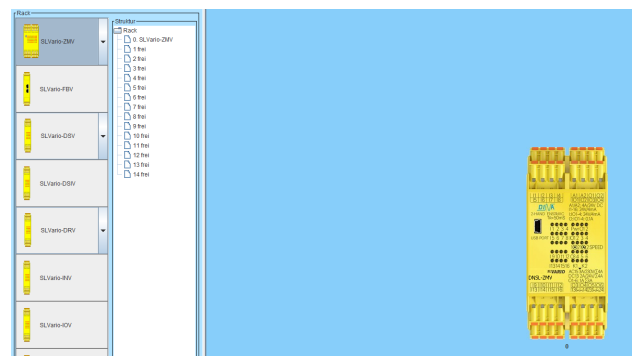 Rack
SLVario-ZMV
SLVario-FBV
SLVario-DSV
SLVario-DSIV
SLVario-DRV
SLVario-INV
SLVario-IOV
Struktur
Rack
0. SLVario-ZMV
1 frei
2 frei
3 frei
4 frei
5 frei
6 frei
7 frei
8 frei
9 frei
10 frei
11 frei
12 frei
13 frei
14 frei
DINA
USB PORT
DNSL-ZMV
0